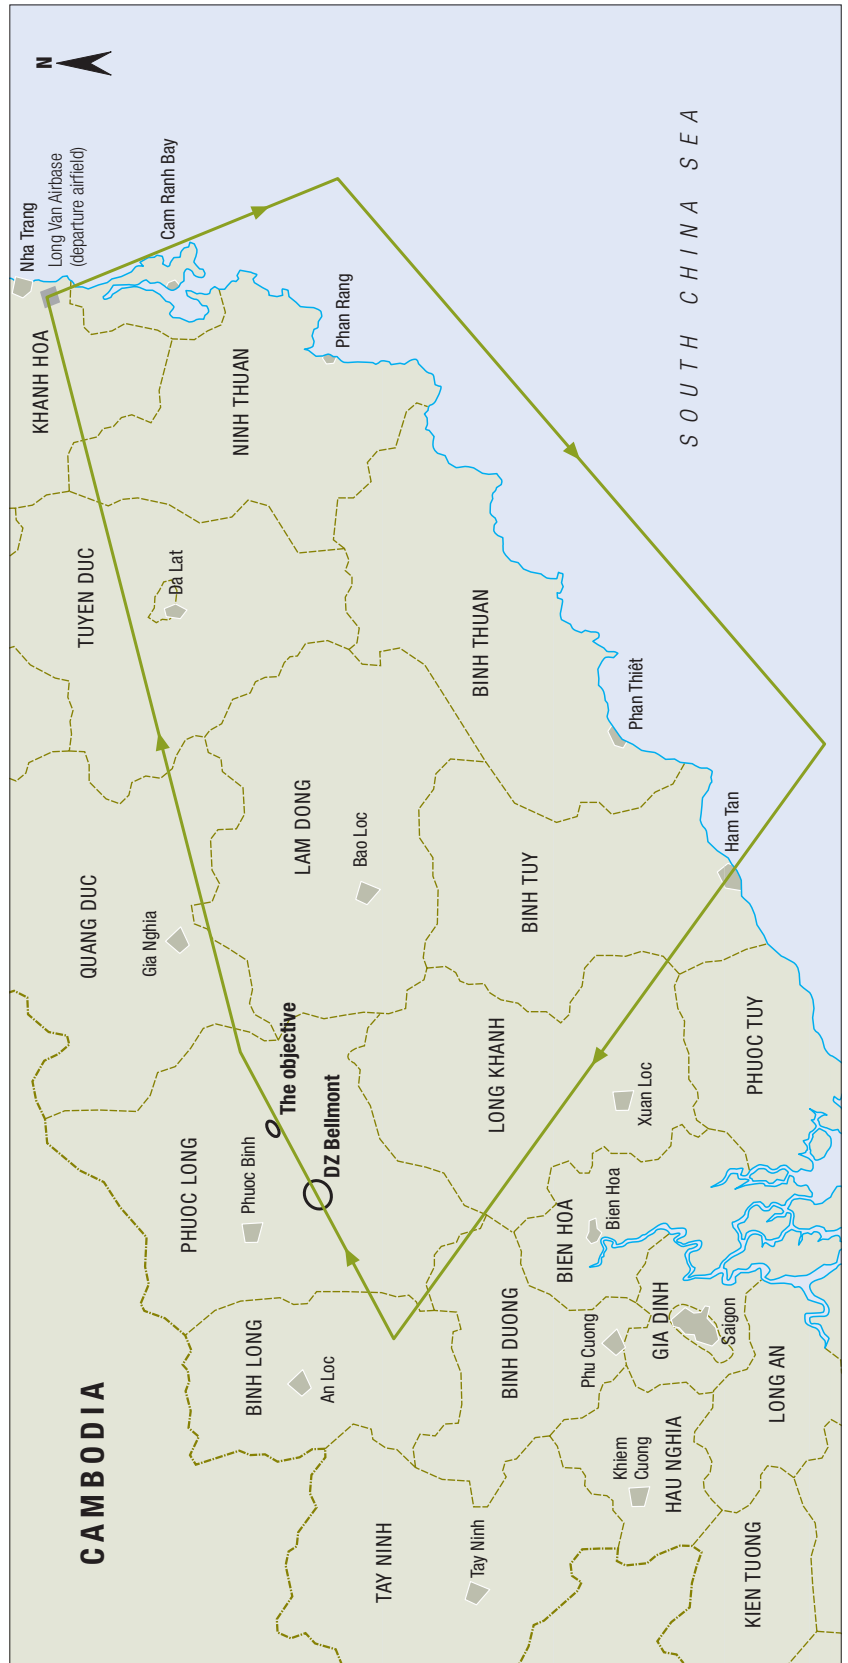 N
Nha Trang
Long Van Airbase
(departure airfield)
KHANH HOA
Cam Ranh Bay
NINH THUAN
Phan Rang
SOUTH CHINA SEA
TUYEN DUC
Da Lat
BINH THUAN
Phan Thiêt
QUANG DUC
Gia Nghia
LAM DONG
Bao Loc
BINH TUY
Ham Tan
PHUOC LONG
Phuoc Binh
The objective
DZ Bellmont
LONG KHANH
Xuan Loc
PHUOC TUY
CAMBODIA
BINH LONG
An Loc
BINH DUONG
BIEN HOA
Bien Hoa
Phu Cuong
GIA DINH
Saigon
LONG AN
TAY NINH
Tay Ninh
Khiem
Cuong
HAU NGHIA
KIEN TUONG